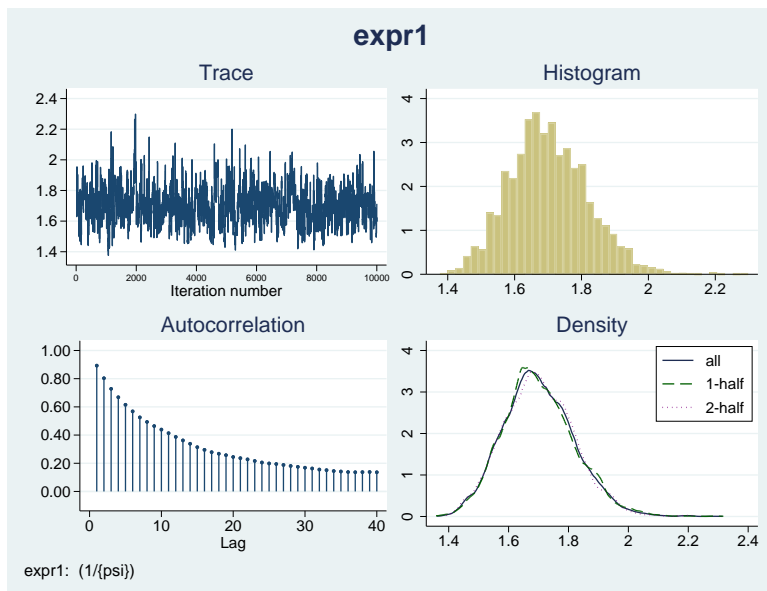 expr1
Trace
Histogram
2.4
2.2
2.0
1.8
1.6
1.4
0 2000 4000 6000 8000 10000
Iteration number
4
3
2
1
0
1.4 1.6 1.8 2 2.2
Autocorrelation
Density
1.00
0.80
0.60
0.40
0.20
0.00
0 10 20 30 40
Lag
4
3
2
1
0
1.4 1.6 1.8 2 2.2 2.4
all
1-half
2-half
expr1: (1/{psi})